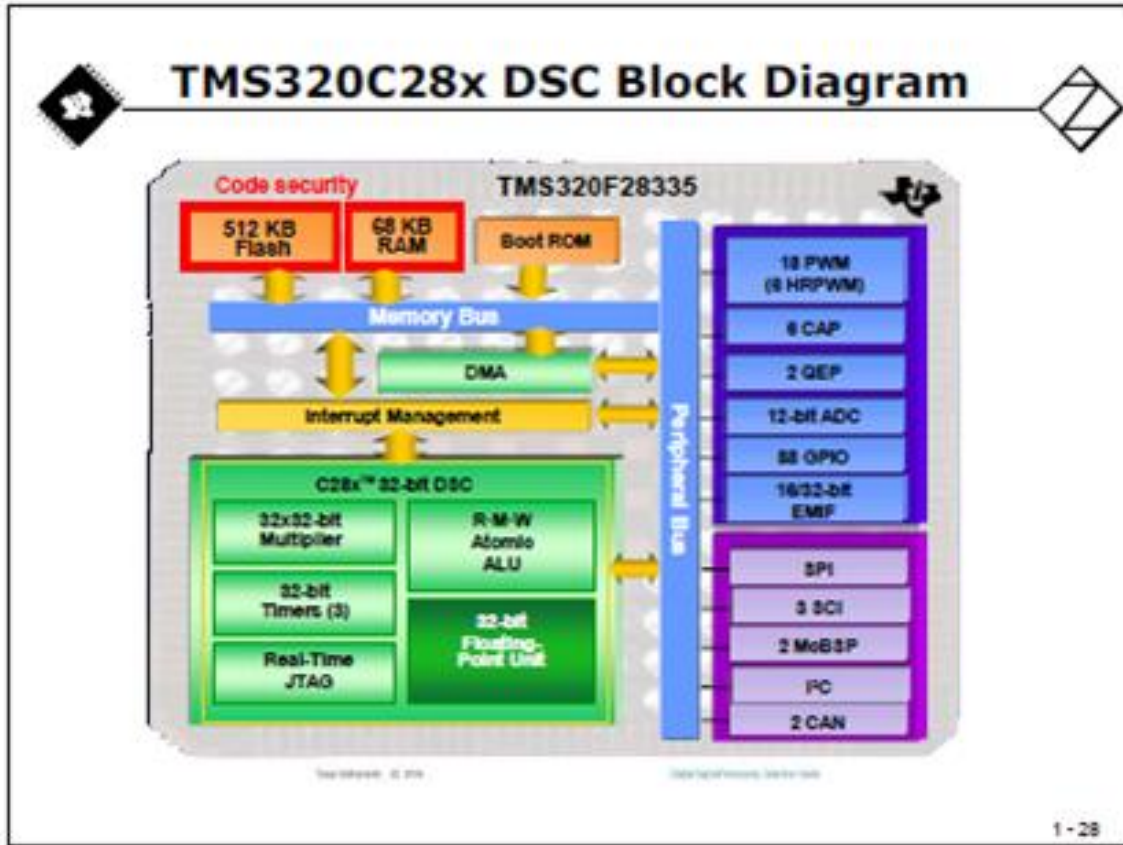 TMS320C28x DSC Block Diagram
Code security
TMS320F28335
512 KB
Flash
68 KB
RAM
Boot ROM
Memory Bus
DMA
Interrupt Management
C28x™ 32-bit DSC
32x32-bit
Multiplier
R-M-W
Atomic
ALU
32-bit
Timers (3)
32-bit
Floating-
Point Unit
Real-Time
JTAG
Peripheral Bus
18 PWM
(6 HRPWM)
6 CAP
2 QEP
12-bit ADC
88 GPIO
16/32-bit
EMIF
SPI
3 SCI
2 McBSP
I²C
2 CAN
1 - 28